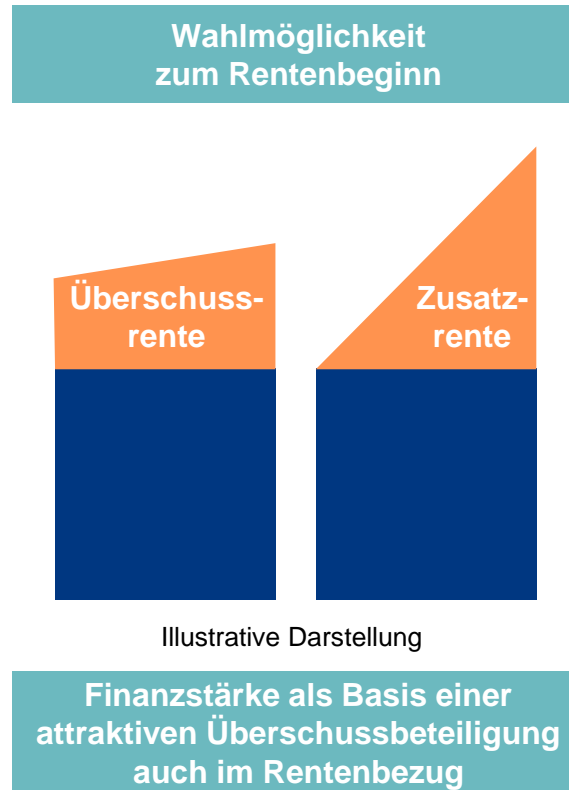 Wahlmöglichkeit
zum Rentenbeginn
Überschuss-
rente
Zusatz-
rente
Illustrative Darstellung
Finanzstärke als Basis einer
attraktiven Überschussbeteiligung
auch im Rentenbezug